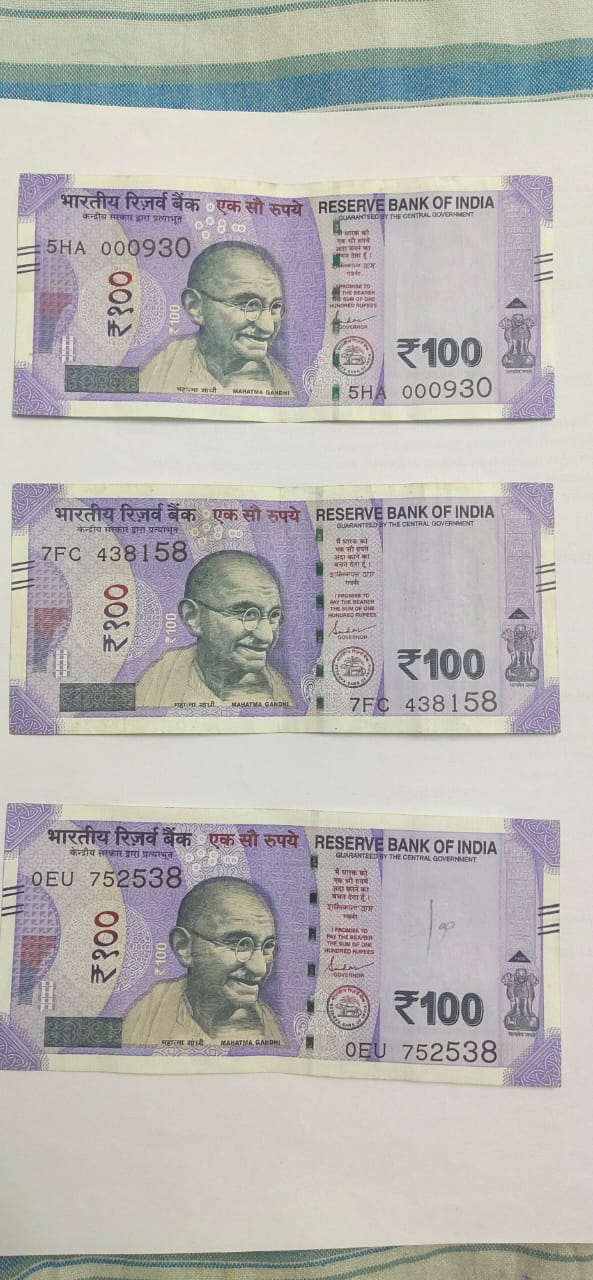 भारतीय रिज़र्व बैंक एक सौ रुपये RESERVE BANK OF INDIA
केन्द्रीय सरकार द्वारा प्रत्याभूत GUARANTEED BY THE CENTRAL GOVERNMENT
5HA 000930
मैं धारक को
एक सौ रुपये
अदा करने का
वचन देता हूँ ।
गवर्नर
I PROMISE TO
PAY THE BEARER
THE SUM OF ONE
HUNDRED RUPEES
GOVERNOR
₹१००
₹100
₹100
5HA 000930
महात्मा गांधी MAHATMA GANDHI
सत्यमेव जयते
भारतीय रिज़र्व बैंक एक सौ रुपये RESERVE BANK OF INDIA
केन्द्रीय सरकार द्वारा प्रत्याभूत GUARANTEED BY THE CENTRAL GOVERNMENT
7FC 438158
मैं धारक को
एक सौ रुपये
अदा करने का
वचन देता हूँ ।
गवर्नर
I PROMISE TO
PAY THE BEARER
THE SUM OF ONE
HUNDRED RUPEES
GOVERNOR
₹१००
₹100
₹100
7FC 438158
महात्मा गांधी MAHATMA GANDHI
सत्यमेव जयते
भारतीय रिज़र्व बैंक एक सौ रुपये RESERVE BANK OF INDIA
केन्द्रीय सरकार द्वारा प्रत्याभूत GUARANTEED BY THE CENTRAL GOVERNMENT
0EU 752538
मैं धारक को
एक सौ रुपये
अदा करने का
वचन देता हूँ ।
गवर्नर
I PROMISE TO
PAY THE BEARER
THE SUM OF ONE
HUNDRED RUPEES
GOVERNOR
100
₹१००
₹100
₹100
0EU 752538
महात्मा गांधी MAHATMA GANDHI
सत्यमेव जयते